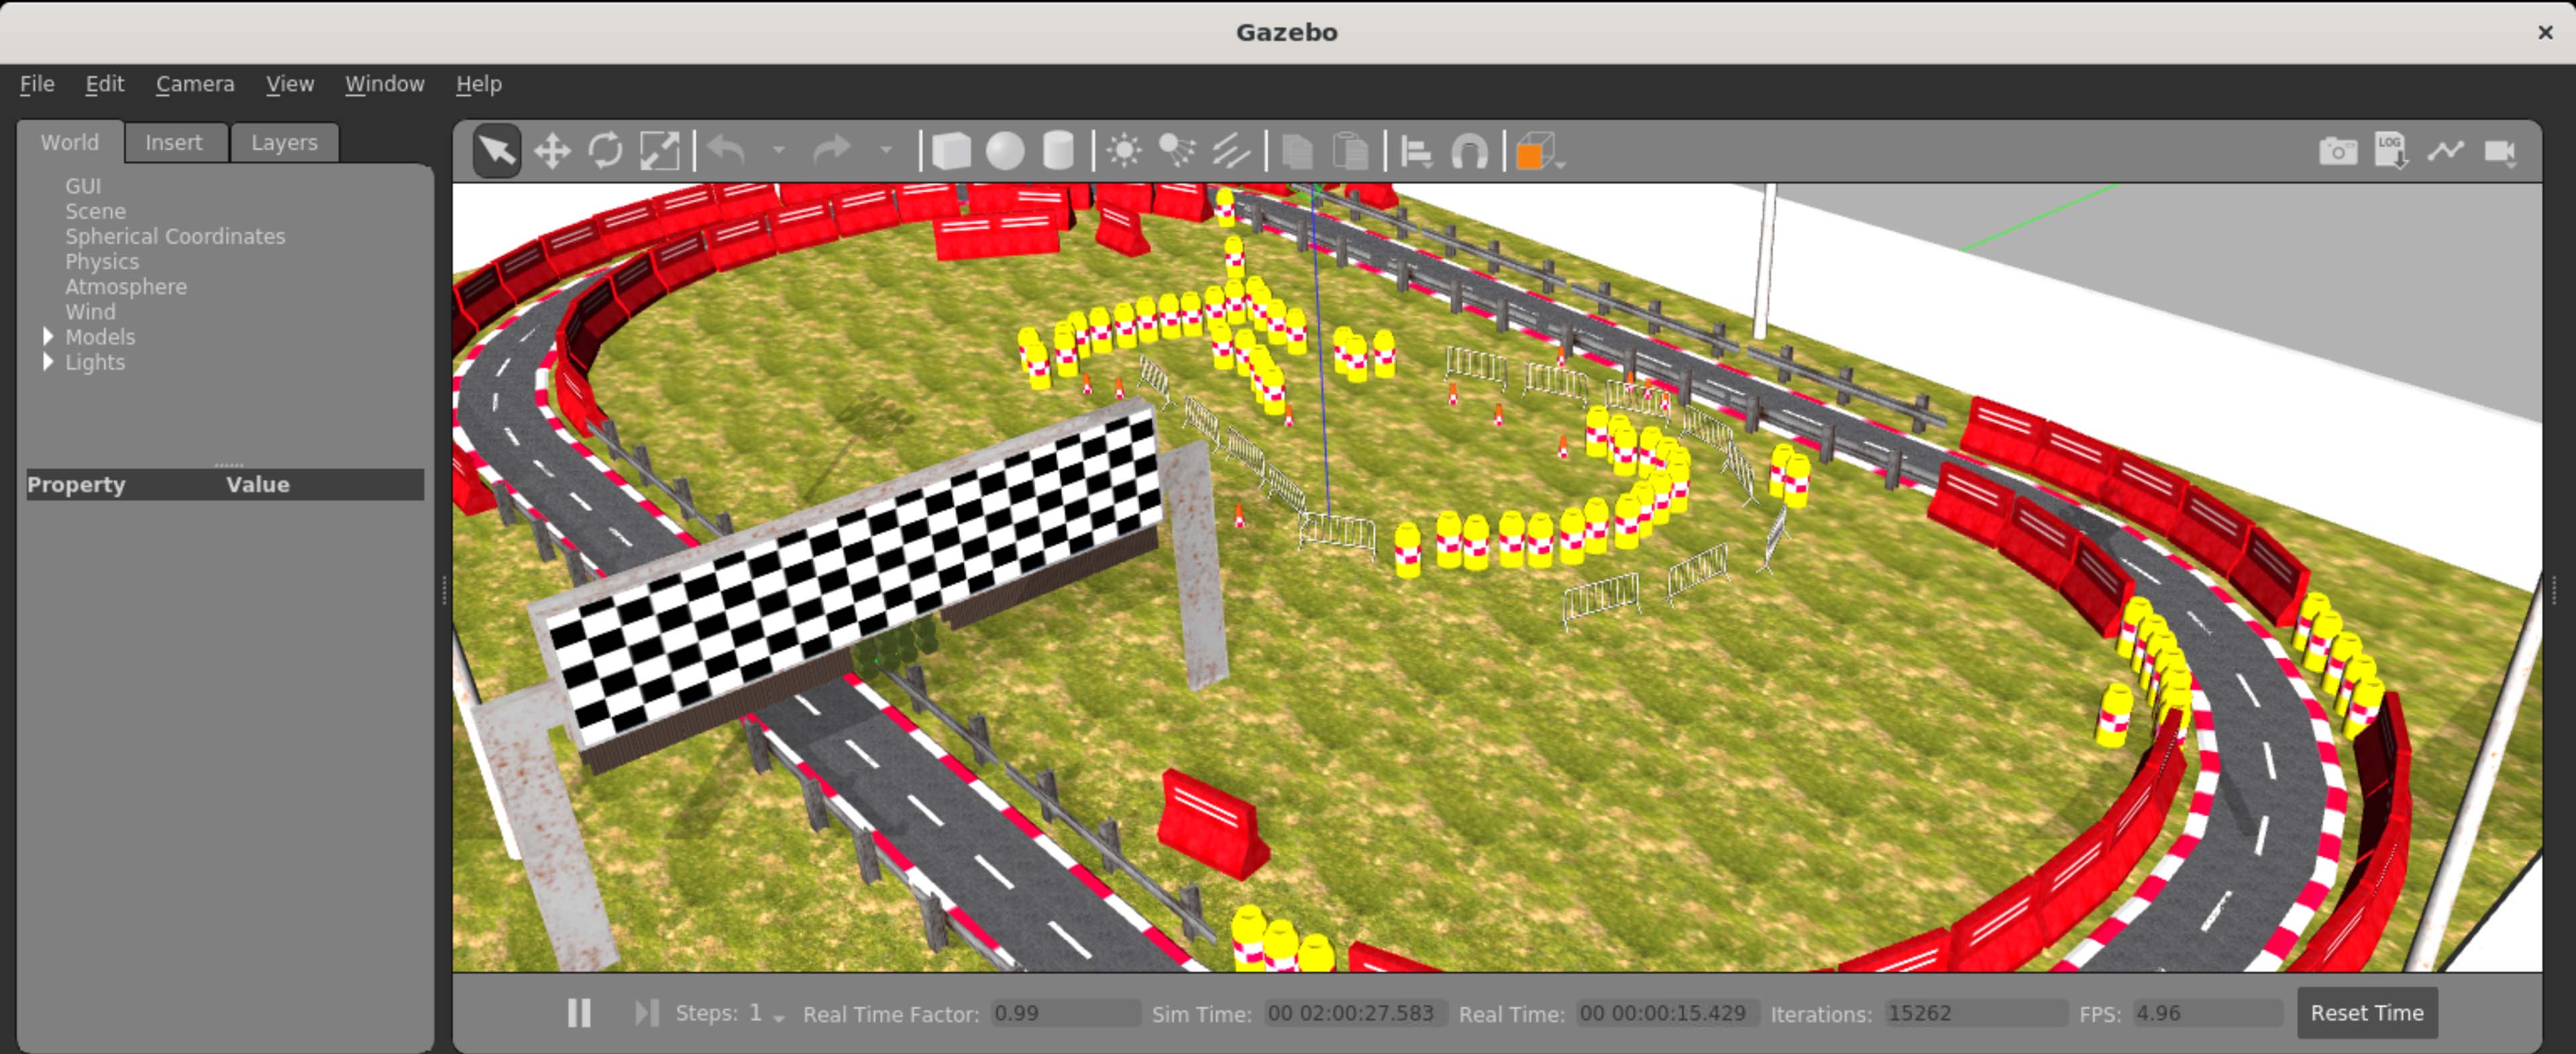 Gazebo
File Edit Camera View Window Help
World Insert Layers
LOG
GUI
Scene
Spherical Coordinates
Physics
Atmosphere
Wind
Models
Lights
Property Value
Steps: 1 Real Time Factor: 0.99 Sim Time: 00 02:00:27.583 Real Time: 00 00:00:15.429 Iterations: 15262 FPS: 4.96 Reset Time